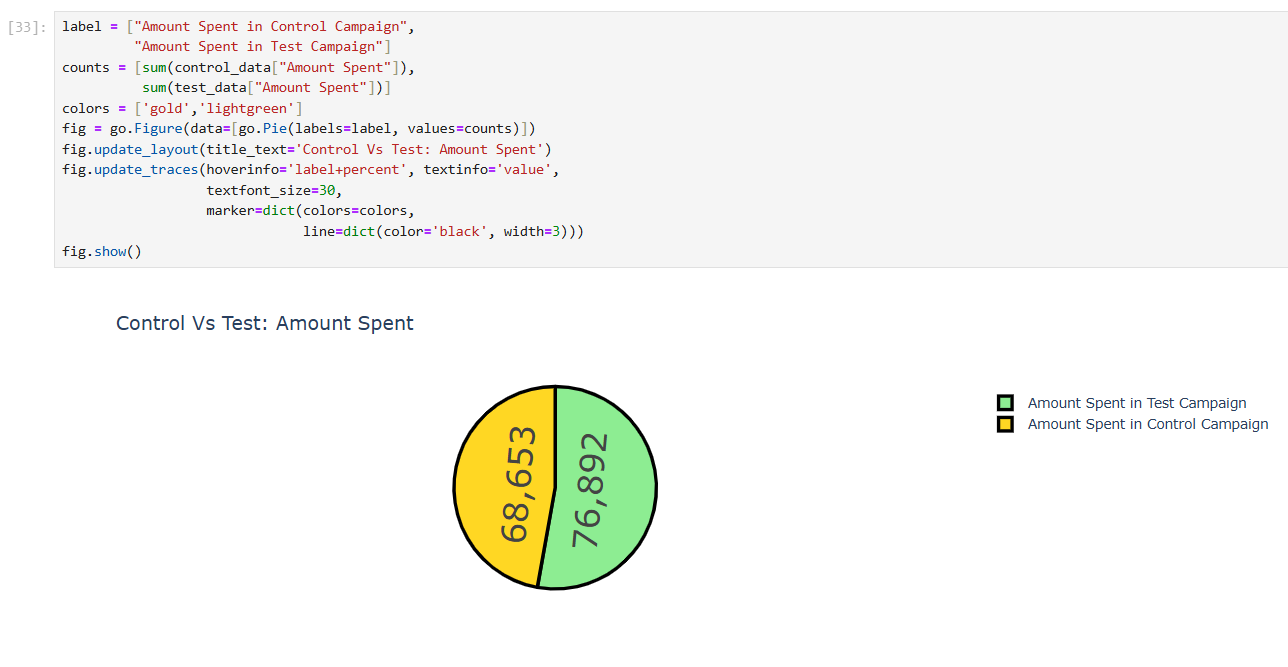 [33]: label = ["Amount Spent in Control Campaign",
"Amount Spent in Test Campaign"]
counts = [sum(control_data["Amount Spent"]),
sum(test_data["Amount Spent"])]
colors = ['gold','lightgreen']
fig = go.Figure(data=[go.Pie(labels=label, values=counts)])
fig.update_layout(title_text='Control Vs Test: Amount Spent')
fig.update_traces(hoverinfo='label+percent', textinfo='value',
textfont_size=30,
marker=dict(colors=colors,
line=dict(color='black', width=3)))
fig.show()
Control Vs Test: Amount Spent
68,653
76,892
Amount Spent in Test Campaign
Amount Spent in Control Campaign